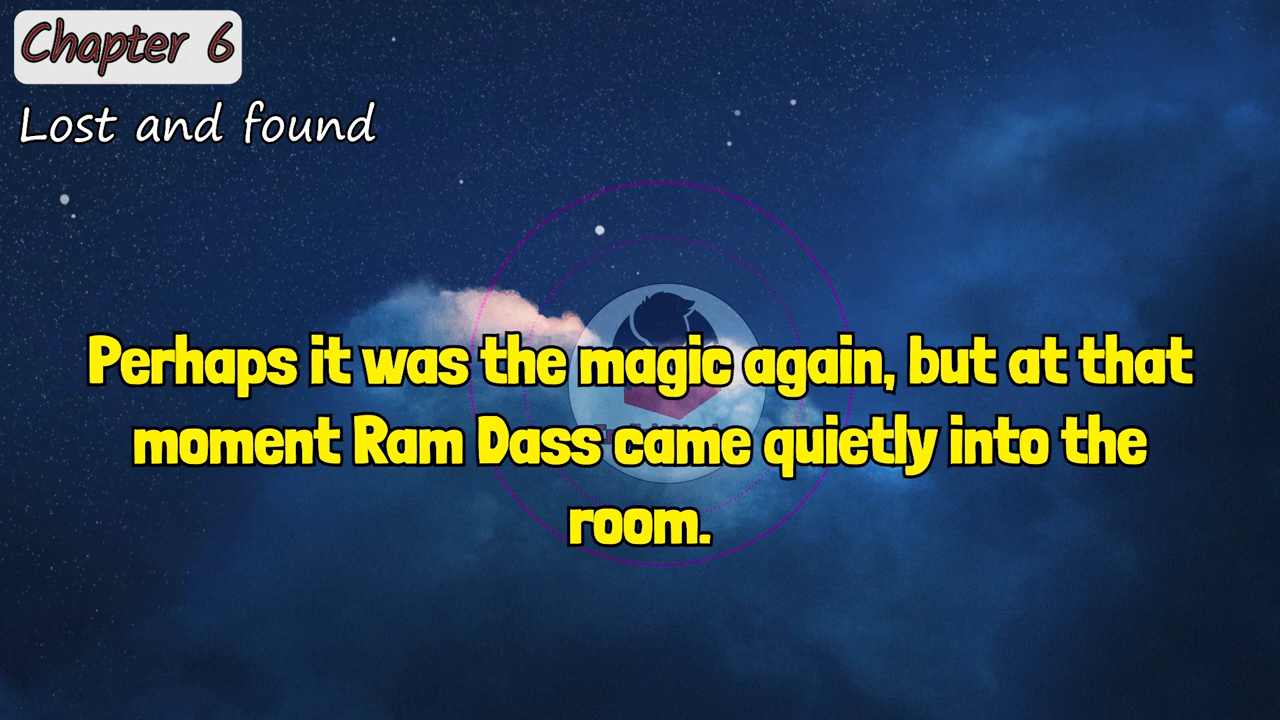 Chapter 6
Lost and found
Perhaps it was the magic again, but at that
moment Ram Dass came quietly into the
room.